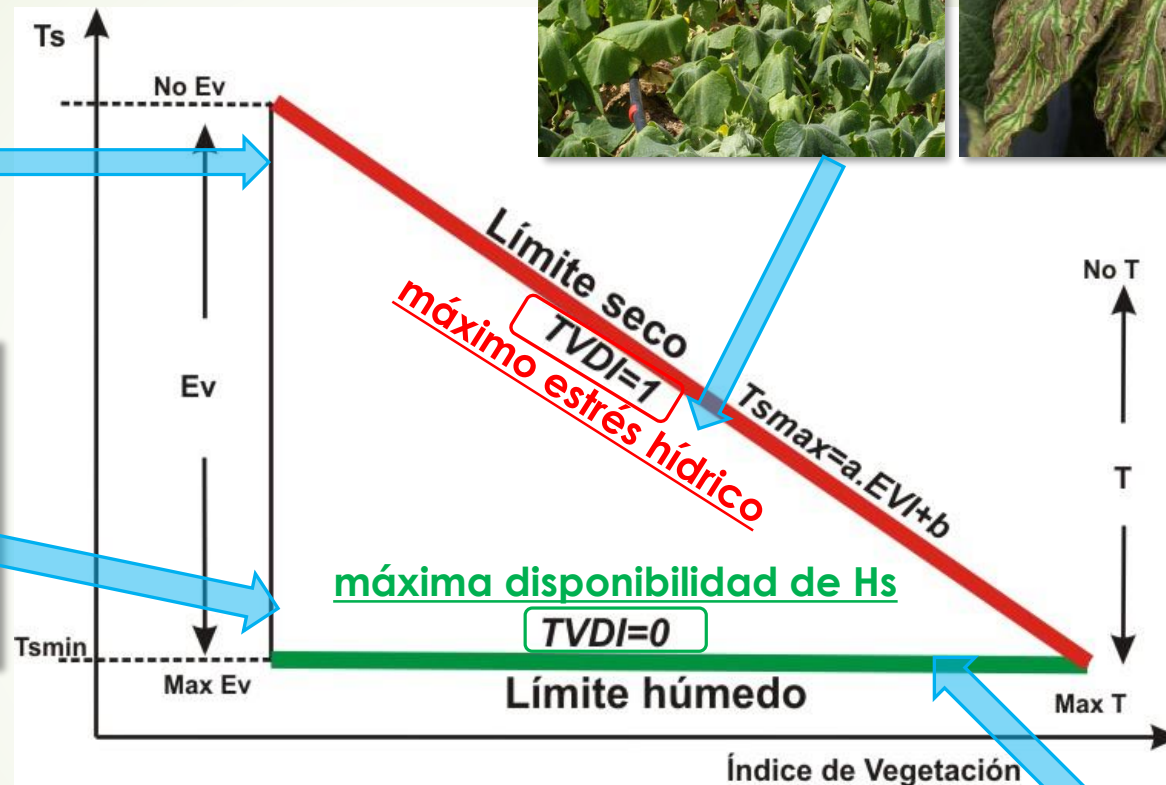 Ts
No Ev
Límite seco
No T
TVDI=1
máximo estrés hídrico
Ev
Tsmax=a.EVI+b
T
máxima disponibilidad de Hs
TVDI=0
Tsmin
Max Ev
Límite húmedo
Max T
Índice de Vegetación